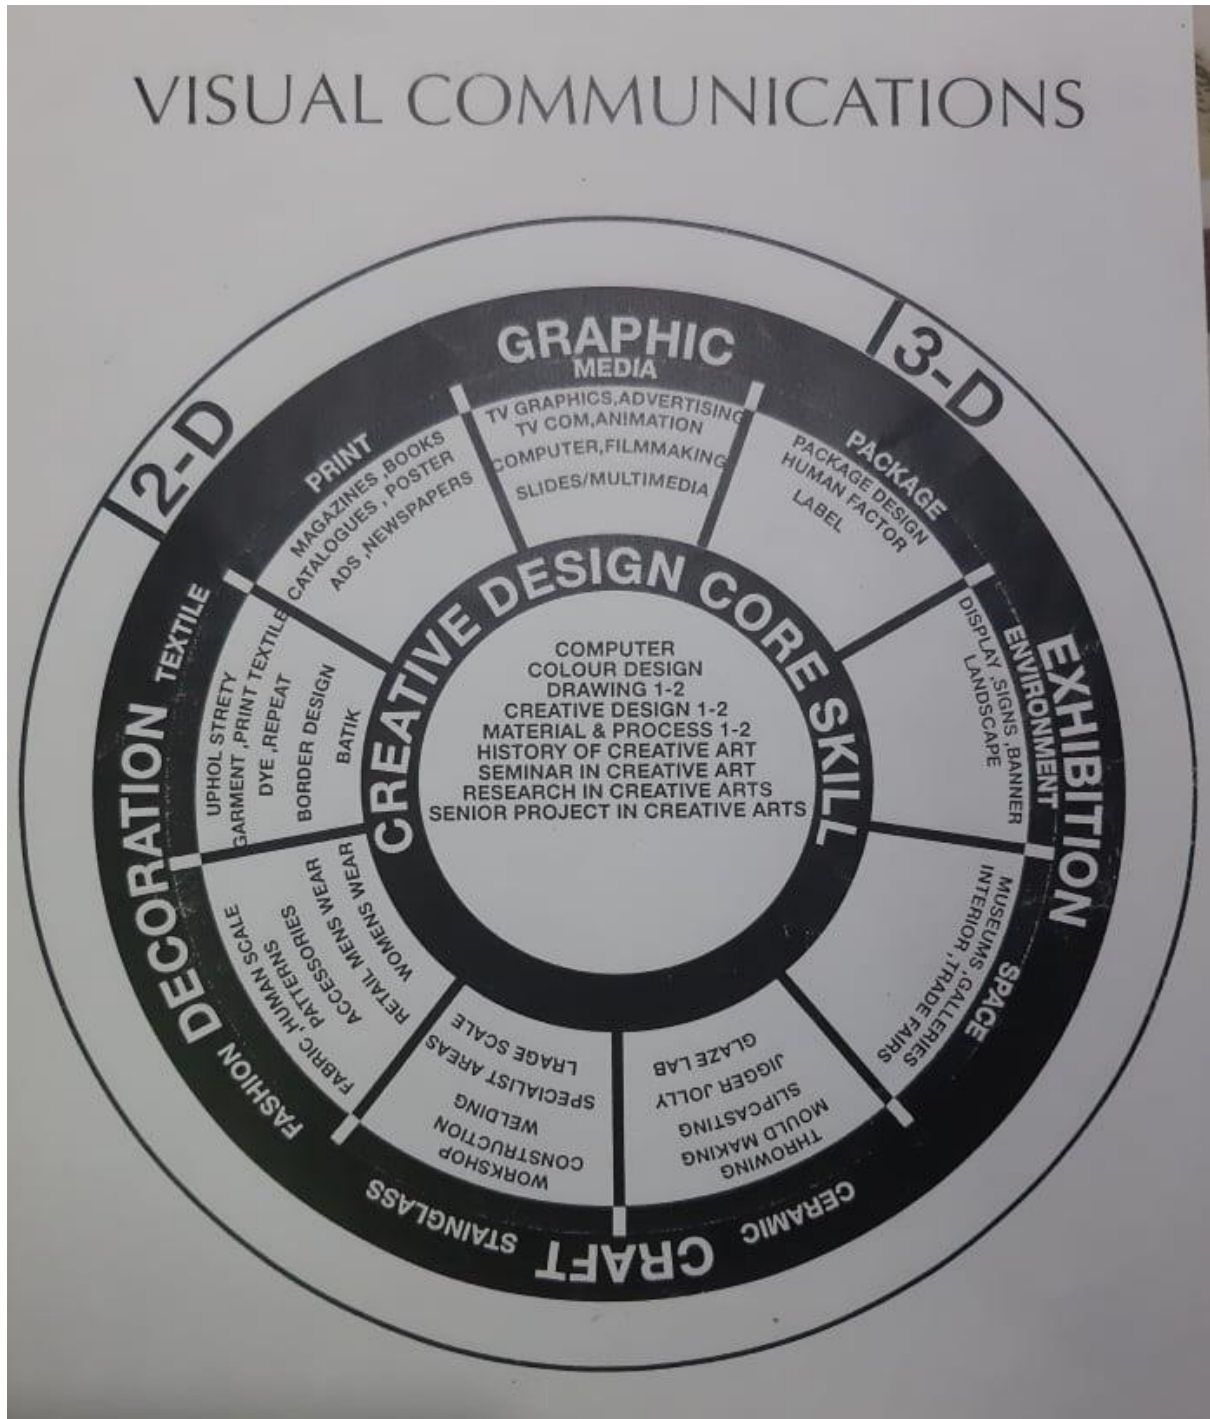 VISUAL COMMUNICATIONS
2-D
3-D
GRAPHIC
MEDIA
TV GRAPHICS,ADVERTISING
TV COM,ANIMATION
COMPUTER,FILMMAKING
SLIDES/MULTIMEDIA
PACKAGE
PACKAGE DESIGN
HUMAN FACTOR
LABEL
EXHIBITION
ENVIRONMENT
DISPLAY ,SIGNS ,BANNER
LANDSCAPE
SPACE
MUSEUMS ,GALLERIES
INTERIOR ,TRADE FAIRS
CRAFT
CERAMIC
THROWING
MOULD MAKING
SLIPCASTING
JIGGER JOLLY
GLAZE LAB
STAINGLASS
WORKSHOP
CONSTRUCTION
WELDING
SPECIALIST AREAS
LRAGE SCALE
DECORATION
FASHION
FABRIC ,HUMAN SCALE
PATTERNS
ACCESSORIES
RETAIL MENS WEAR
WOMENS WEAR
TEXTILE
UPHOL STRETY
GARMENT ,PRINT TEXTILE
DYE ,REPEAT
BORDER DESIGN
BATIK
PRINT
MAGAZINES ,BOOKS
CATALOGUES , POSTER
ADS ,NEWSPAPERS
CREATIVE DESIGN CORE SKILL
COMPUTER
COLOUR DESIGN
DRAWING 1-2
CREATIVE DESIGN 1-2
MATERIAL & PROCESS 1-2
HISTORY OF CREATIVE ART
SEMINAR IN CREATIVE ART
RESEARCH IN CREATIVE ARTS
SENIOR PROJECT IN CREATIVE ARTS